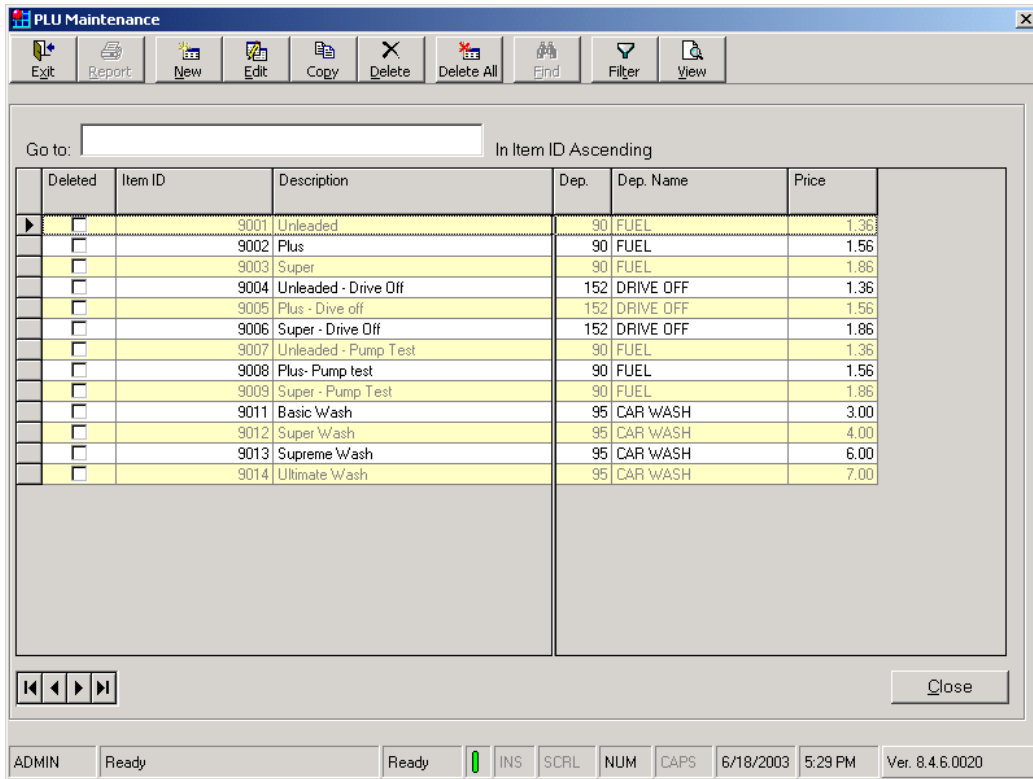 PLU Maintenance
Exit Report New Edit Copy Delete Delete All Find Filter View
Go to: In Item ID Ascending
Deleted Item ID Description Dep. Dep. Name Price
9001 Unleaded 90 FUEL 1.36
9002 Plus 90 FUEL 1.56
9003 Super 90 FUEL 1.86
9004 Unleaded - Drive Off 152 DRIVE OFF 1.36
9005 Plus - Dive off 152 DRIVE OFF 1.56
9006 Super - Drive Off 152 DRIVE OFF 1.86
9007 Unleaded - Pump Test 90 FUEL 1.36
9008 Plus- Pump test 90 FUEL 1.56
9009 Super - Pump Test 90 FUEL 1.86
9011 Basic Wash 95 CAR WASH 3.00
9012 Super Wash 95 CAR WASH 4.00
9013 Supreme Wash 95 CAR WASH 6.00
9014 Ultimate Wash 95 CAR WASH 7.00
Close
ADMIN Ready Ready INS SCRL NUM CAPS 6/18/2003 5:29 PM Ver. 8.4.6.0020